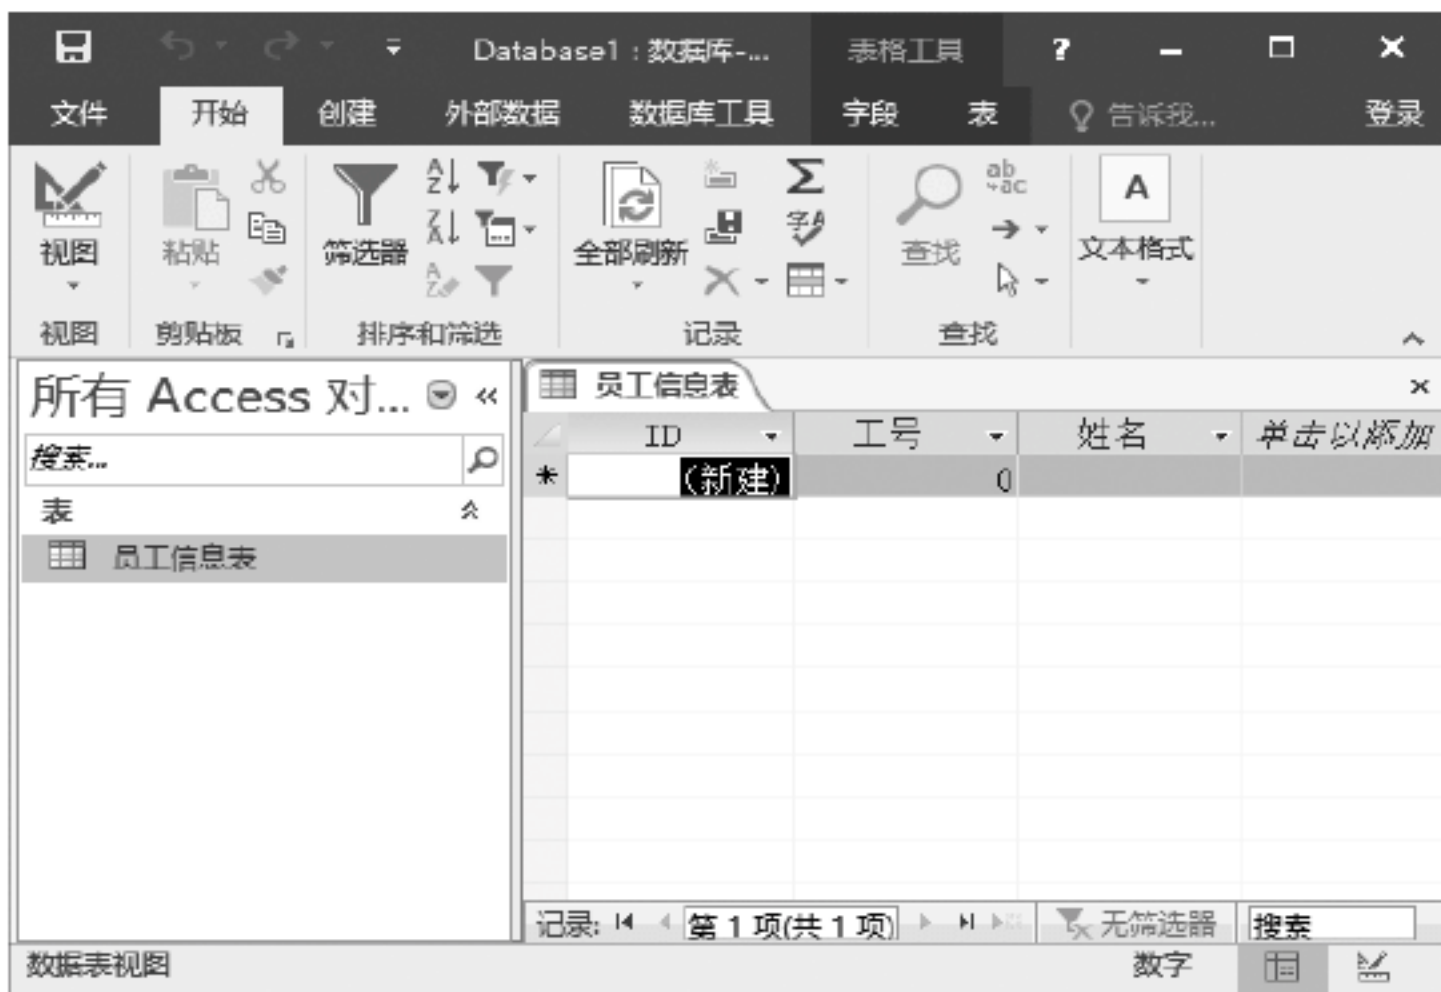 Database1 : 数据库-... 表格工具 ?
文件 开始 创建 外部数据 数据库工具 字段 表 告诉我... 登录
视图 粘贴 筛选器 全部刷新 查找 文本格式
视图 剪贴板 排序和筛选 记录 查找
所有 Access 对... «
搜索...
表
员工信息表
员工信息表
ID 工号 姓名 单击以添加
* (新建) 0
记录: 第 1 项(共 1 项) 无筛选器 搜索
数据表视图 数字